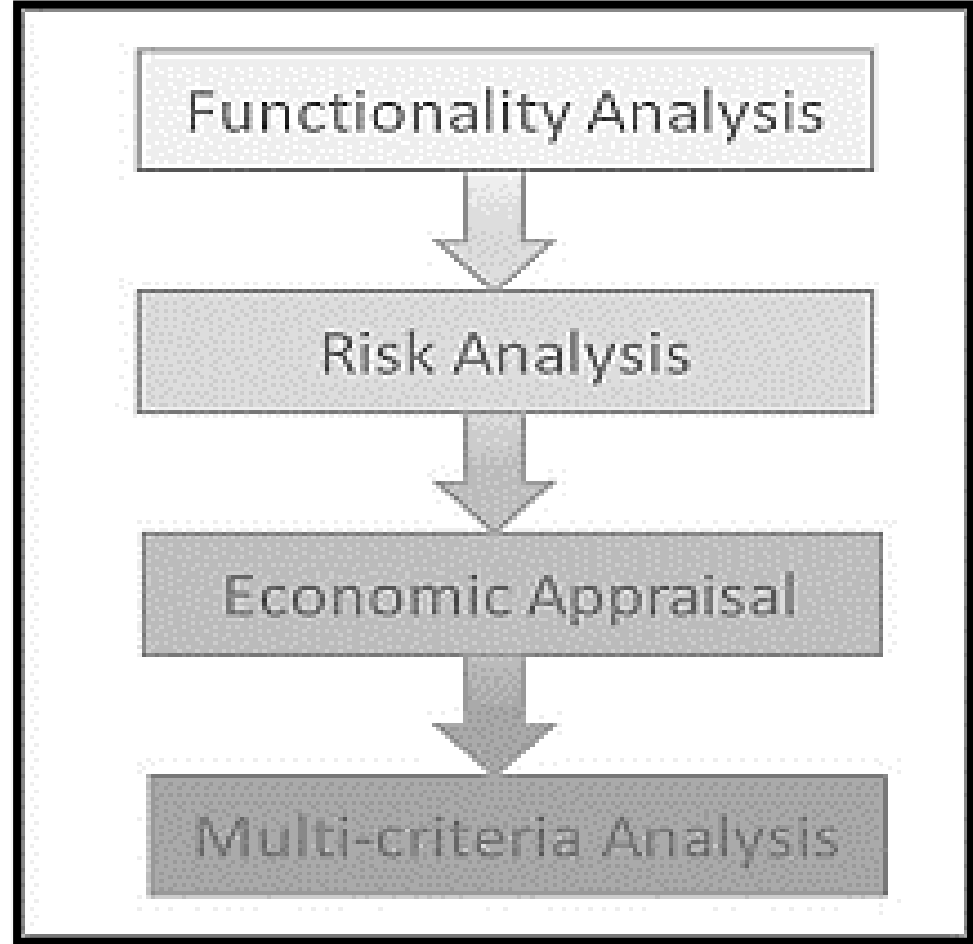 Functionality Analysis
Risk Analysis
Economic Appraisal
Multi-criteria Analysis